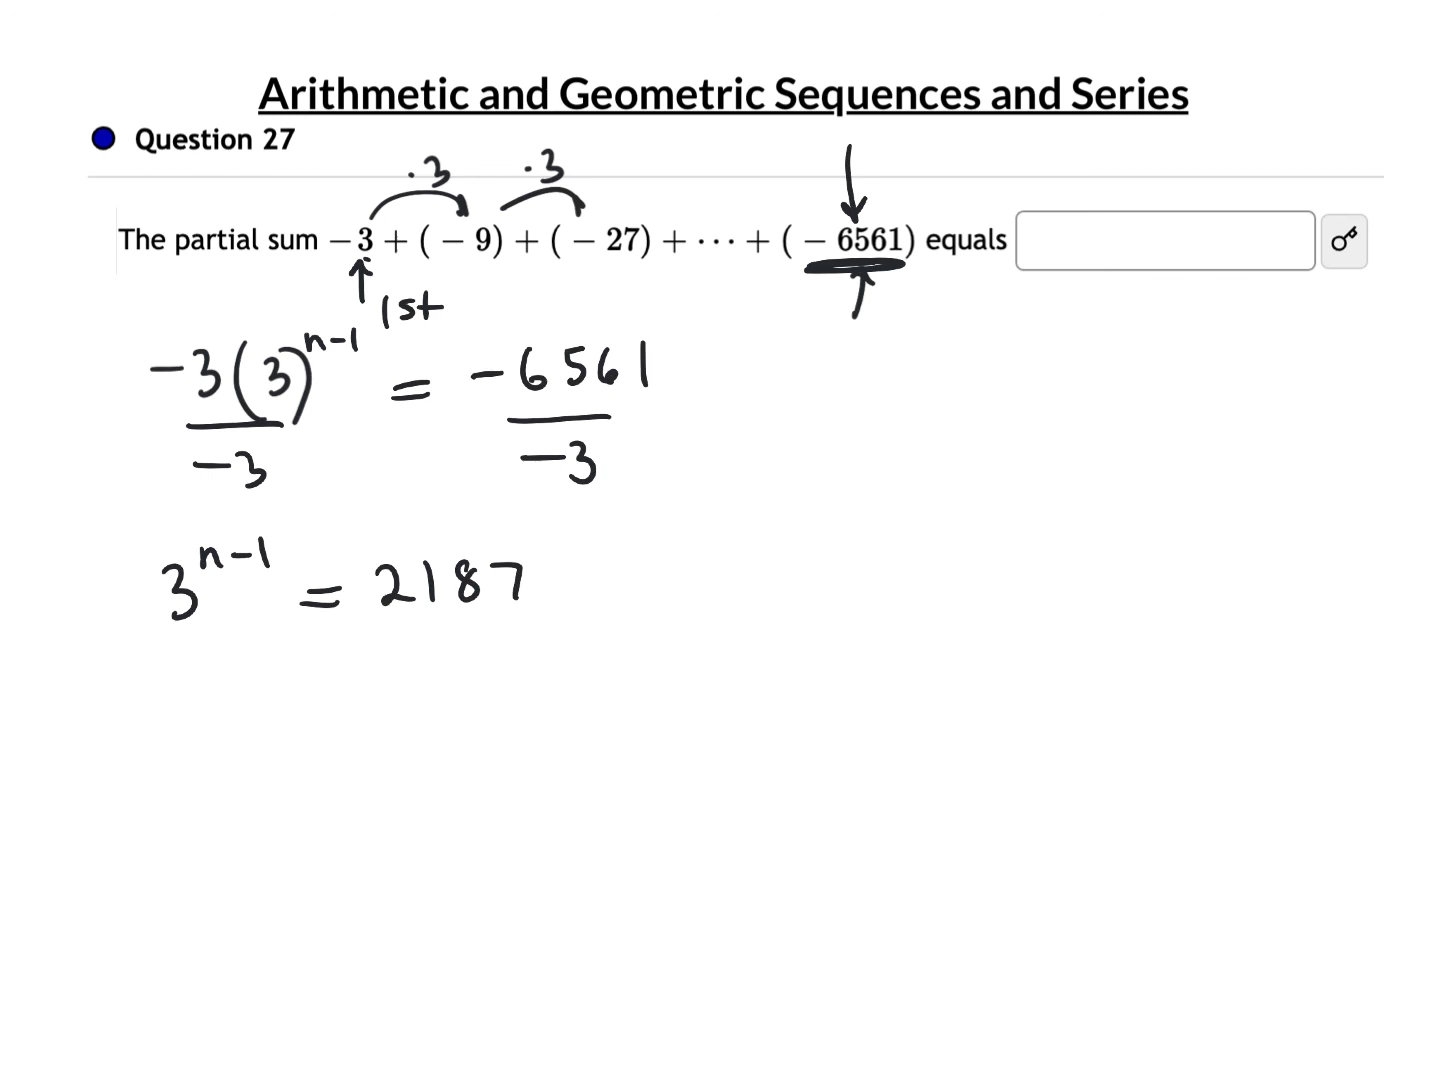 Arithmetic and Geometric Sequences and Series
Question 27
·3 ·3
The partial sum −3 + ( − 9) + ( − 27) + ··· + ( − 6561) equals
1st
−3(3)^{n−1} = −6561
−3 −3
3^{n−1} = 2187